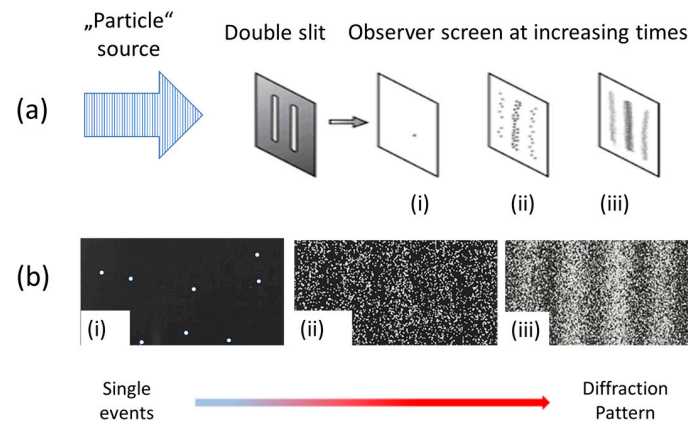 „Particle“
source
Double slit
Observer screen at increasing times
(a)
(i)
(ii)
(iii)
(b)
(i)
(ii)
(iii)
Single
events
Diffraction
Pattern